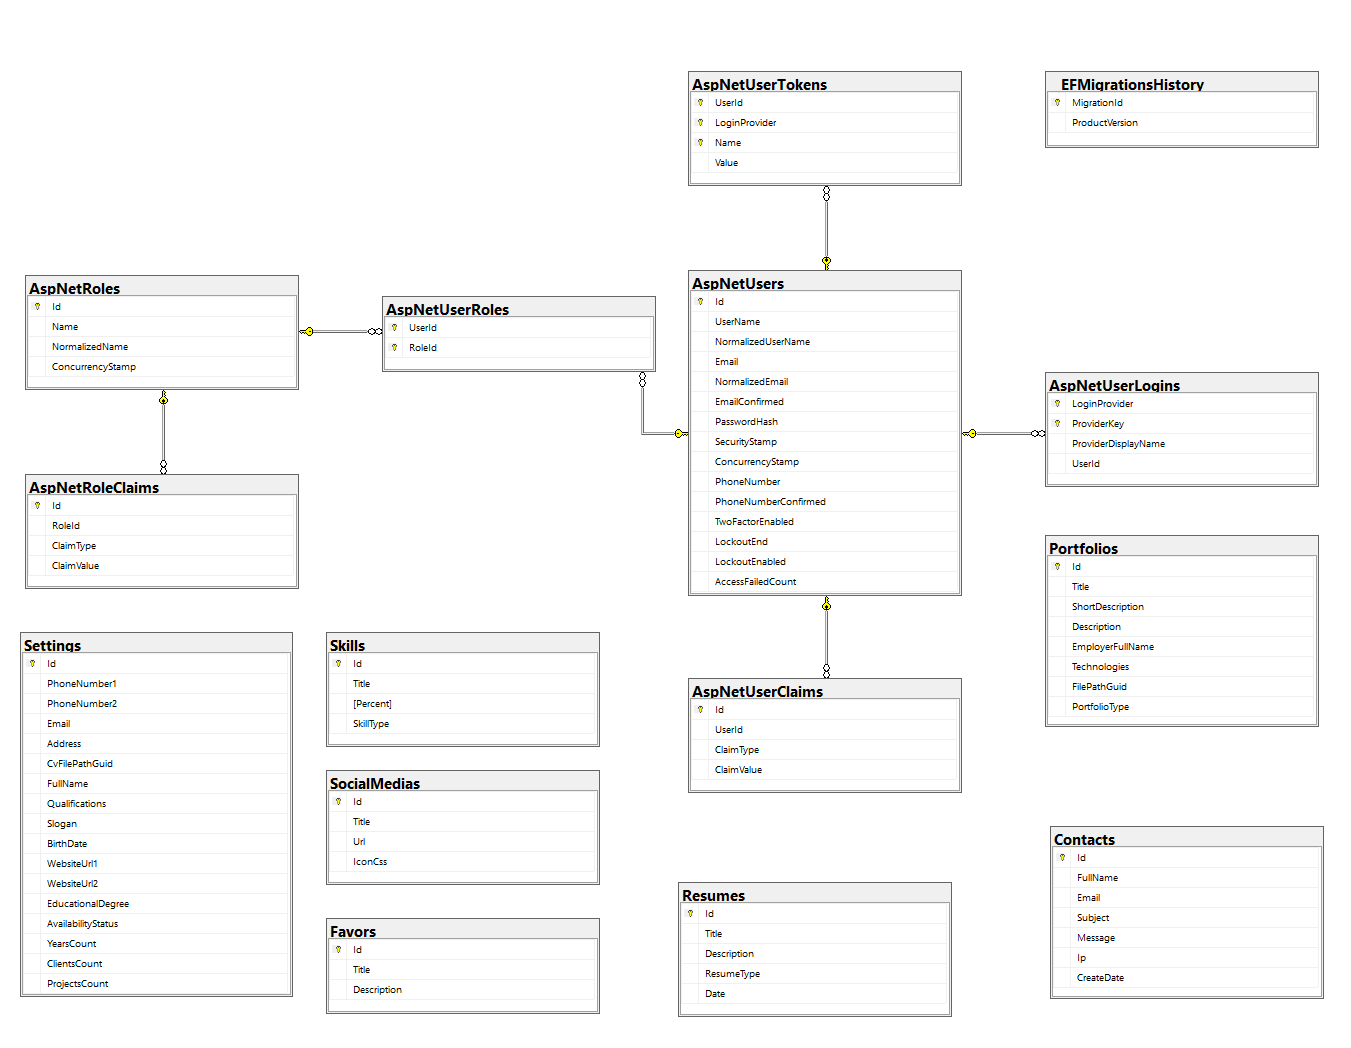 AspNetUserTokens
UserId
LoginProvider
Name
Value
EFMigrationsHistory
MigrationId
ProductVersion
AspNetRoles
Id
Name
NormalizedName
ConcurrencyStamp
AspNetUserRoles
UserId
RoleId
AspNetUsers
Id
UserName
NormalizedUserName
Email
NormalizedEmail
EmailConfirmed
PasswordHash
SecurityStamp
ConcurrencyStamp
PhoneNumber
PhoneNumberConfirmed
TwoFactorEnabled
LockoutEnd
LockoutEnabled
AccessFailedCount
AspNetUserLogins
LoginProvider
ProviderKey
ProviderDisplayName
UserId
AspNetRoleClaims
Id
RoleId
ClaimType
ClaimValue
Portfolios
Id
Title
ShortDescription
Description
EmployerFullName
Technologies
FilePathGuid
PortfolioType
Settings
Id
PhoneNumber1
PhoneNumber2
Email
Address
CvFilePathGuid
FullName
Qualifications
Slogan
BirthDate
WebsiteUrl1
WebsiteUrl2
EducationalDegree
AvailabilityStatus
YearsCount
ClientsCount
ProjectsCount
Skills
Id
Title
[Percent]
SkillType
AspNetUserClaims
Id
UserId
ClaimType
ClaimValue
SocialMedias
Id
Title
Url
IconCss
Favors
Id
Title
Description
Resumes
Id
Title
Description
ResumeType
Date
Contacts
Id
FullName
Email
Subject
Message
Ip
CreateDate